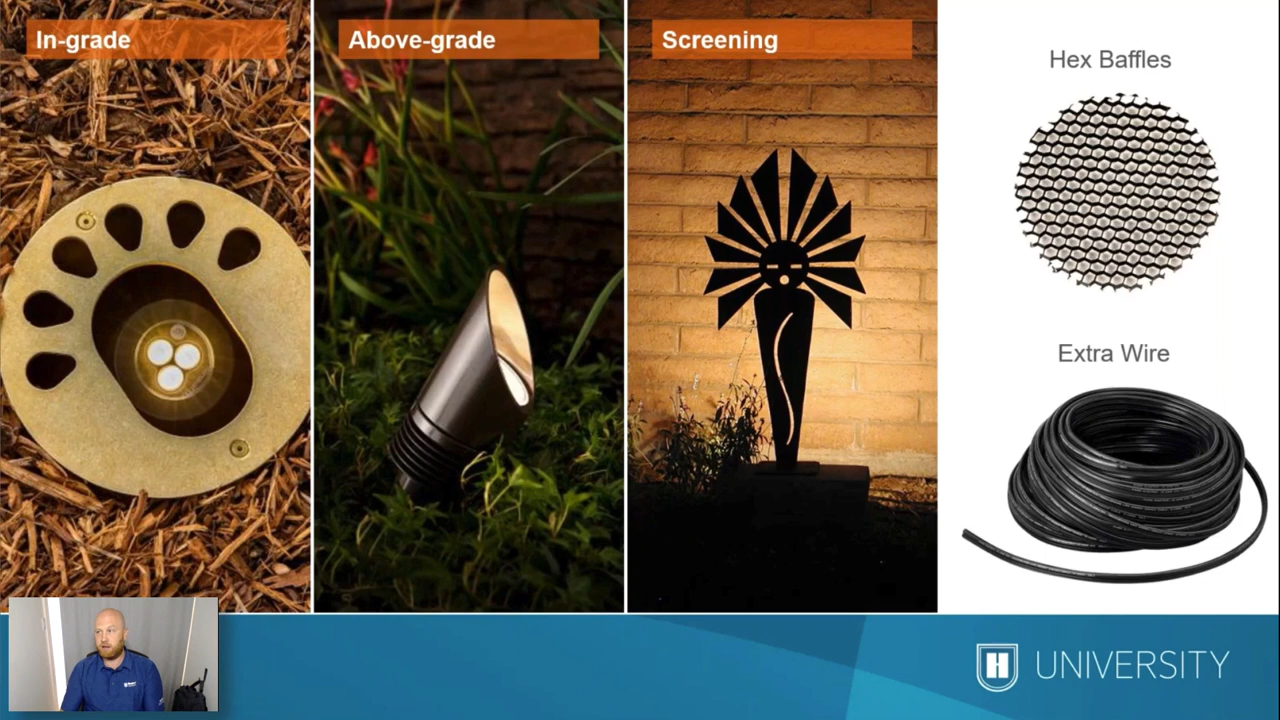 In-grade
Above-grade
Screening
Hex Baffles
Extra Wire
H UNIVERSITY